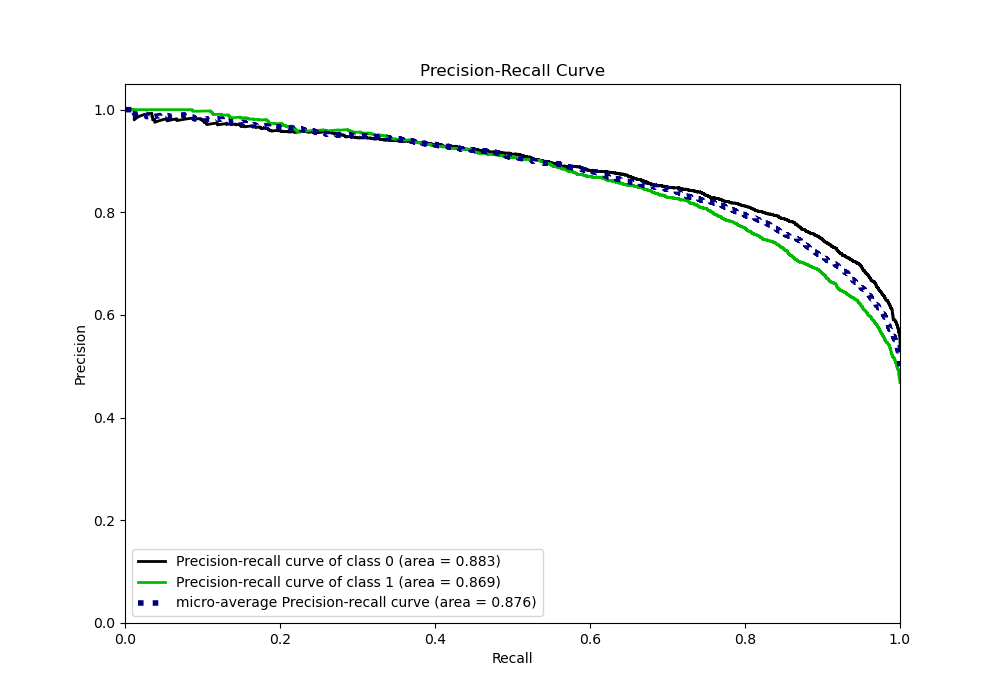 Precision-Recall Curve
1.0
0.8
0.6
0.4
0.2
0.0
Precision
Precision-recall curve of class 0 (area = 0.883)
Precision-recall curve of class 1 (area = 0.869)
micro-average Precision-recall curve (area = 0.876)
0.0 0.2 0.4 0.6 0.8 1.0
Recall